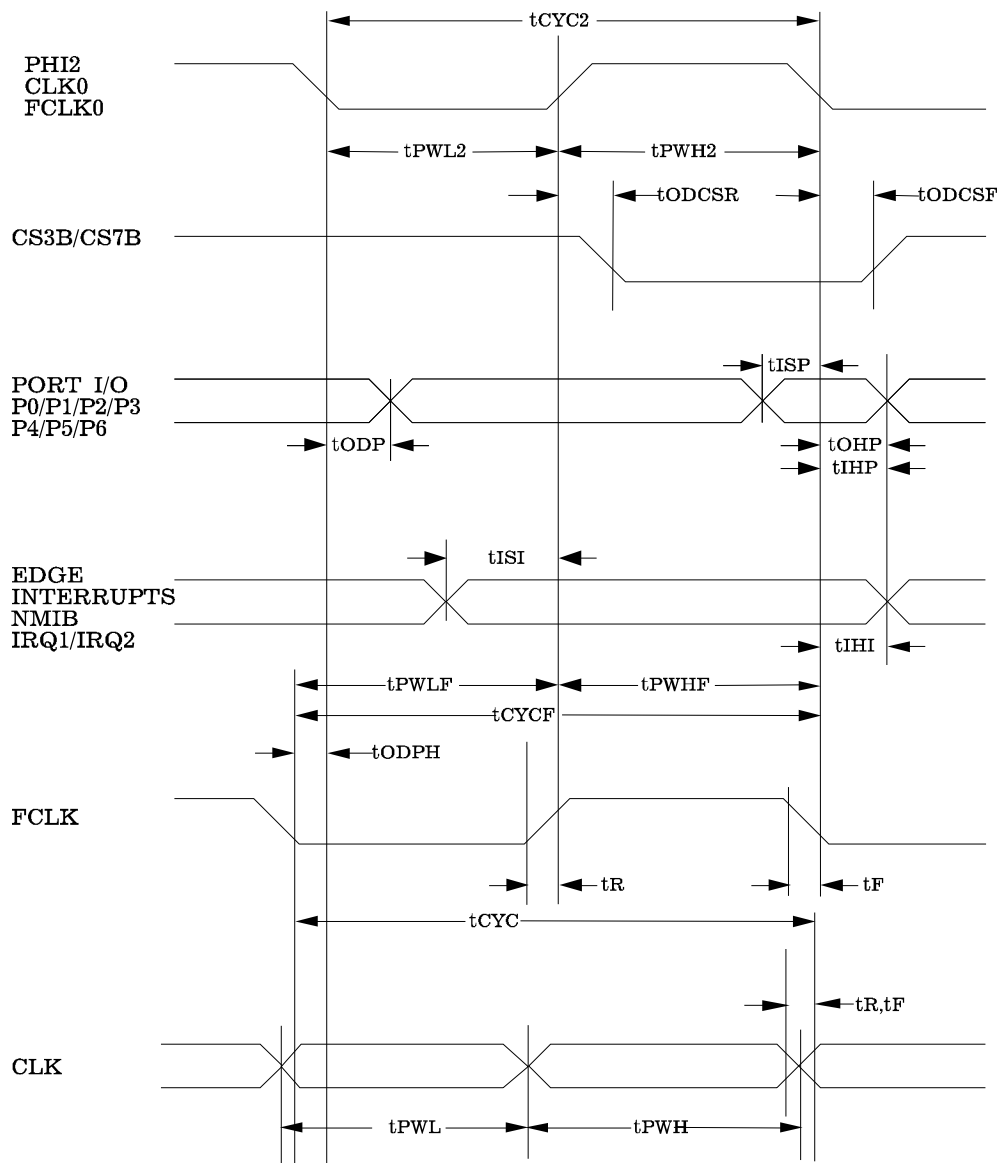 tCYC2
PHI2
CLK0
FCLK0
tPWL2
tPWH2
tODCSR
tODCSF
CS3B/CS7B
tISP
PORT I/O
P0/P1/P2/P3
P4/P5/P6
tODP
tOHP
tIHP
tISI
EDGE
INTERRUPTS
NMIB
IRQ1/IRQ2
tIHI
tPWLF
tPWHF
tCYCF
tODPH
FCLK
tR
tF
tCYC
tR,tF
CLK
tPWL
tPWH